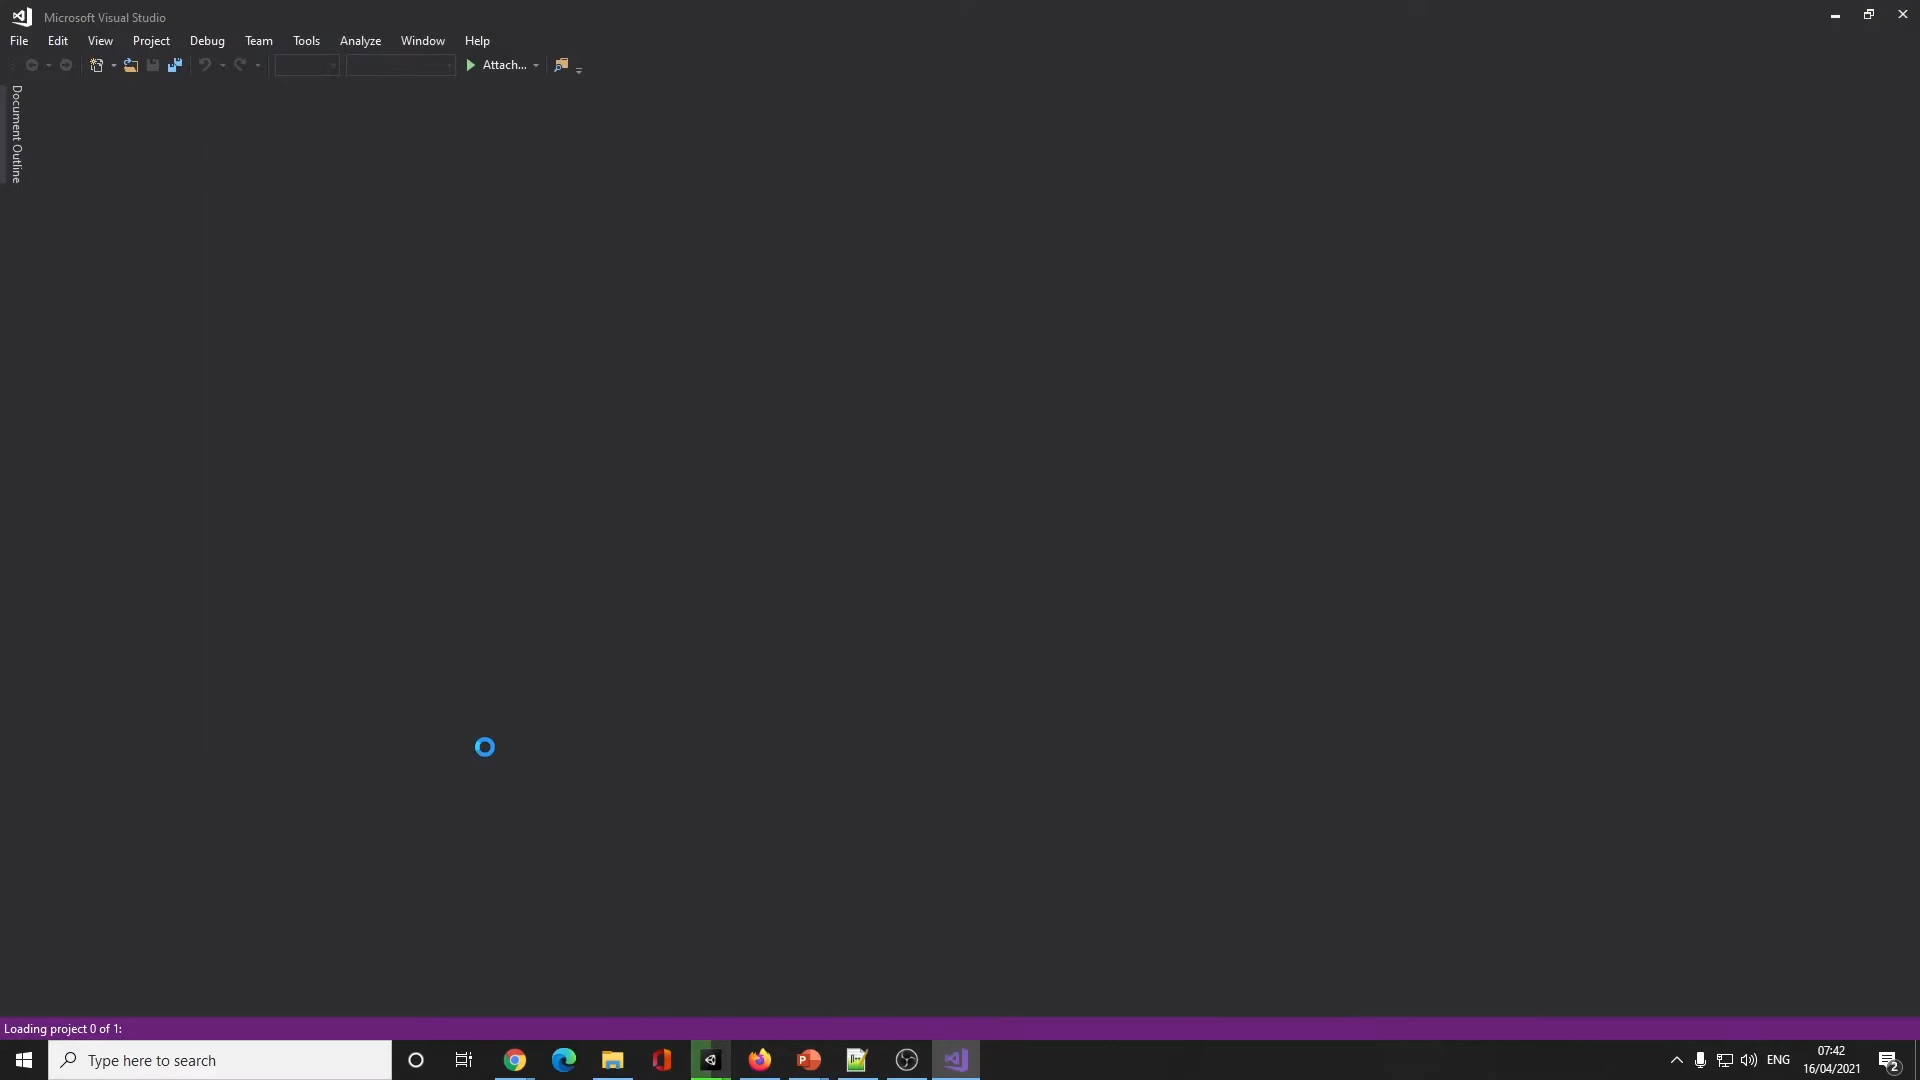 Microsoft Visual Studio
File Edit View Project Debug Team Tools Analyze Window Help
Attach...
Document Outline
Loading project 0 of 1:
Type here to search
ENG
07:42
16/04/2021
2